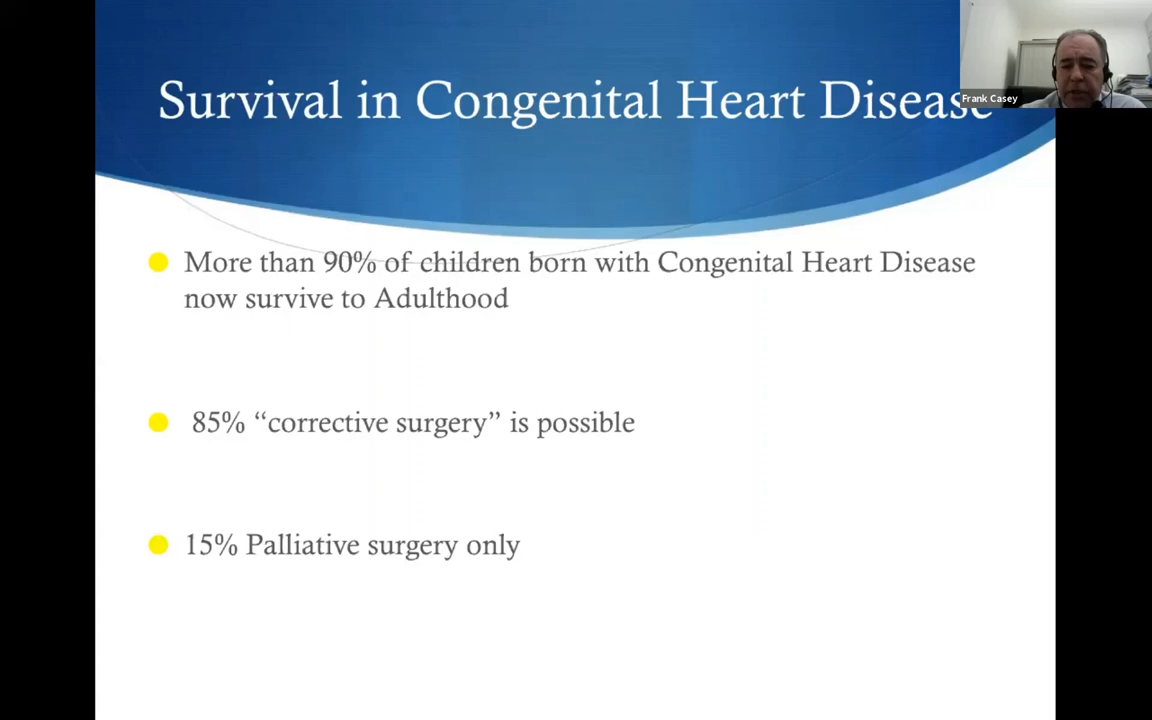 Survival in Congenital Heart Disease
Frank Casey
More than 90% of children born with Congenital Heart Disease
now survive to Adulthood
85% “corrective surgery” is possible
15% Palliative surgery only